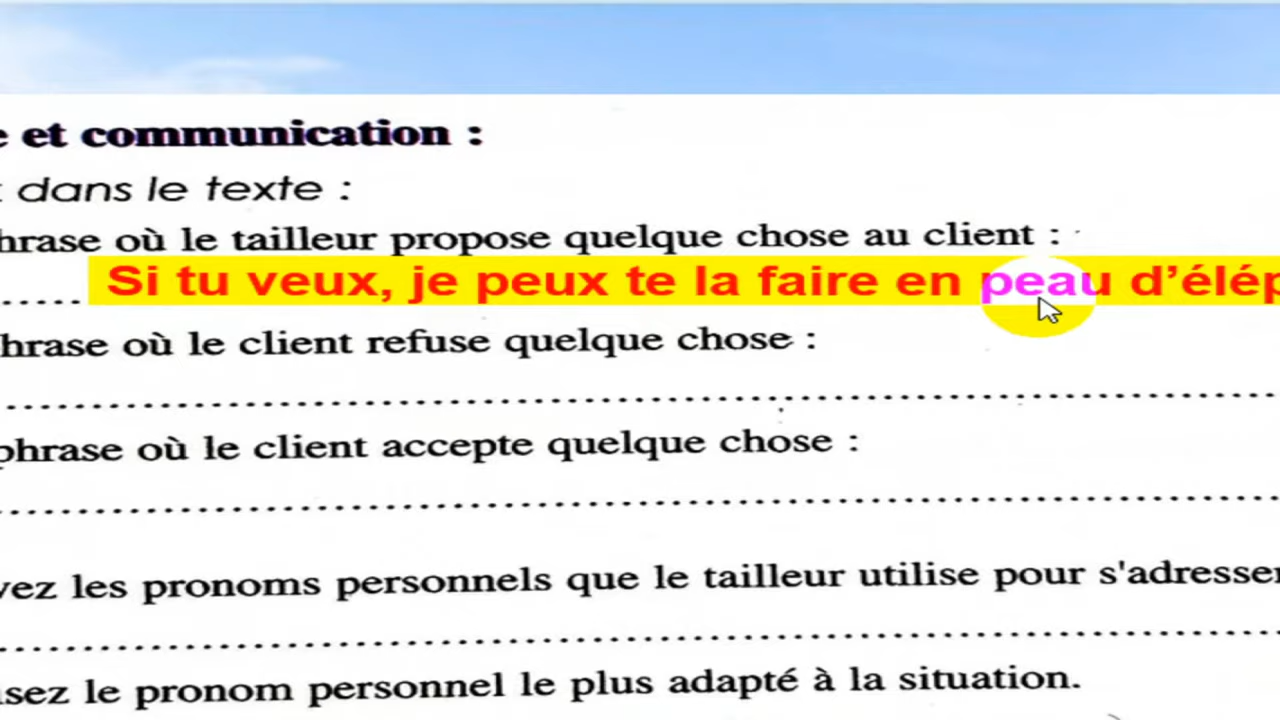 e et communication :
dans le texte :
hrase où le tailleur propose quelque chose au client :
..... Si tu veux, je peux te la faire en peau d’élép
hrase où le client refuse quelque chose :
phrase où le client accepte quelque chose :
vez les pronoms personnels que le tailleur utilise pour s'adresser
isez le pronom personnel le plus adapté à la situation.